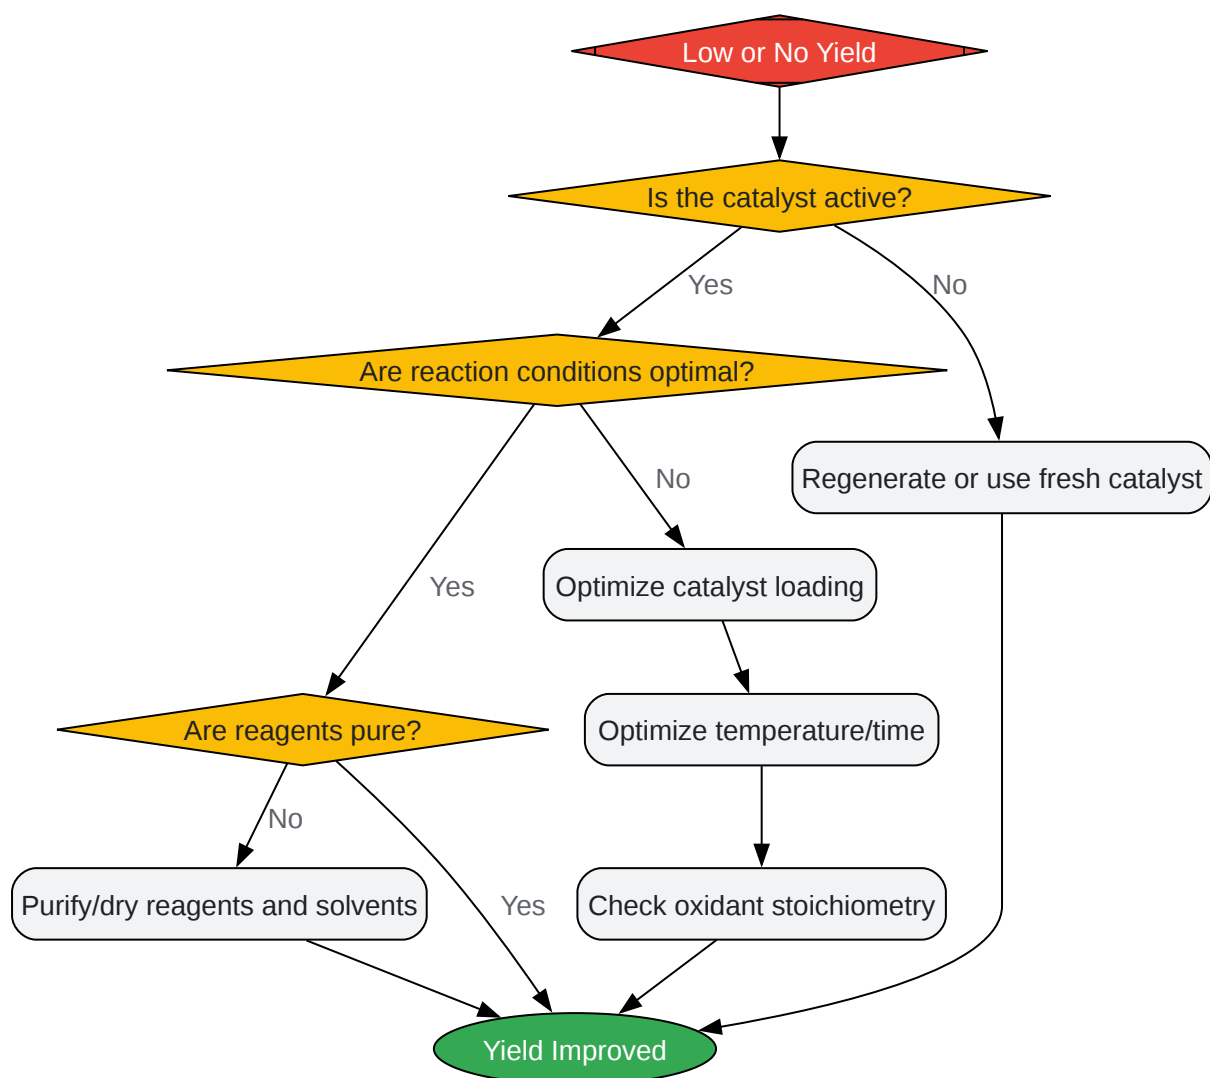 Low or No Yield
Is the catalyst active?
Yes
No
Are reaction conditions optimal?
No
Regenerate or use fresh catalyst
Yes
Optimize catalyst loading
Are reagents pure?
Optimize temperature/time
No
Purify/dry reagents and solvents
Yes
Check oxidant stoichiometry
Yield Improved